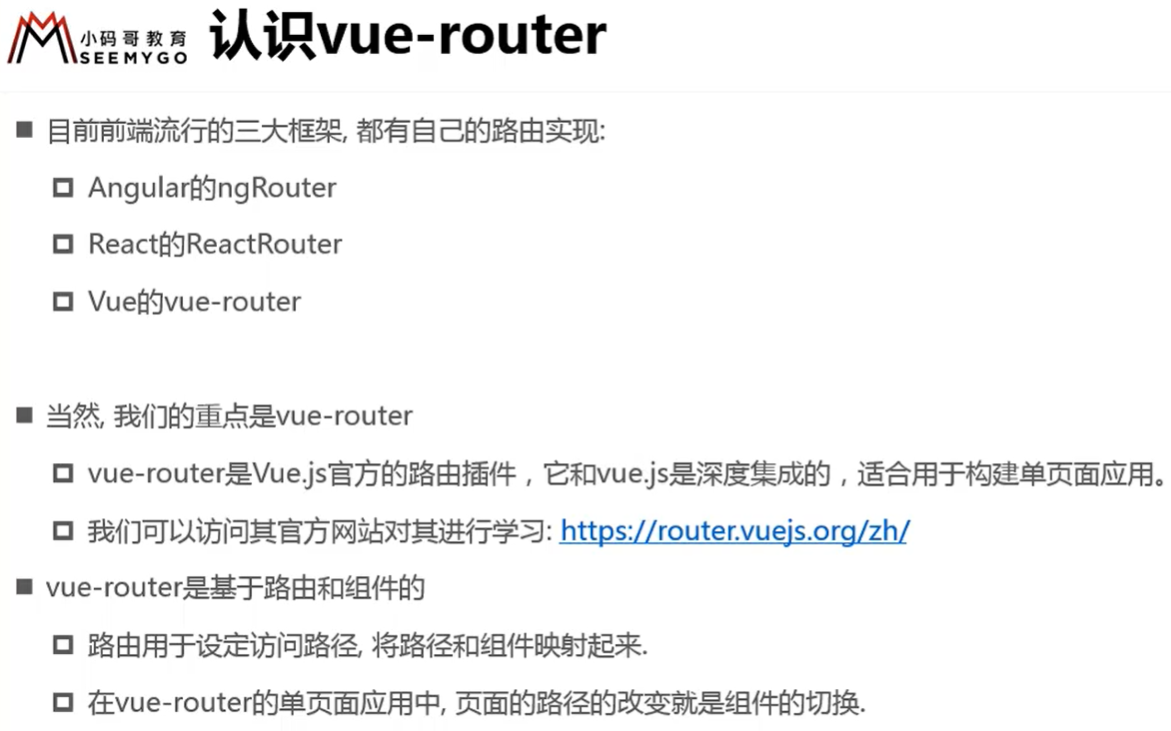 小码哥教育
SEEMYGO
认识vue-router
目前前端流行的三大框架, 都有自己的路由实现:
Angular的ngRouter
React的ReactRouter
Vue的vue-router
当然, 我们的重点是vue-router
vue-router是Vue.js官方的路由插件，它和vue.js是深度集成的，适合用于构建单页面应用。
我们可以访问其官方网站对其进行学习: https://router.vuejs.org/zh/
vue-router是基于路由和组件的
路由用于设定访问路径, 将路径和组件映射起来.
在vue-router的单页面应用中, 页面的路径的改变就是组件的切换.